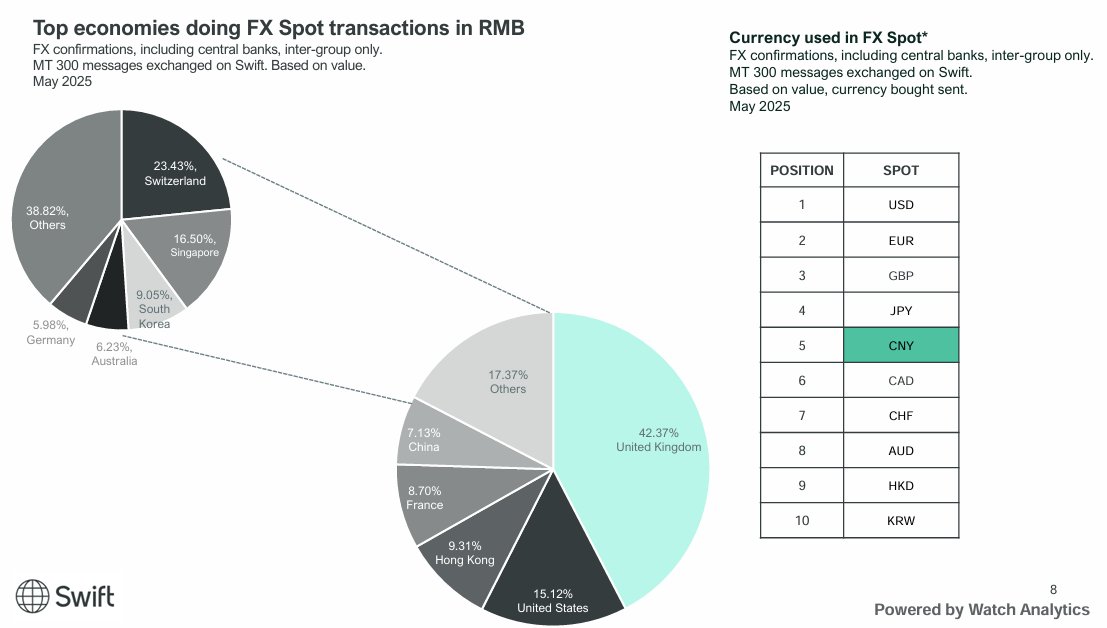 Top economies doing FX Spot transactions in RMB
FX confirmations, including central banks, inter-group only.
MT 300 messages exchanged on Swift. Based on value.
May 2025
23.43%,
Switzerland
16.50%,
Singapore
9.05%,
South
Korea
6.23%,
Australia
5.98%,
Germany
38.82%,
Others
42.37%
United Kingdom
15.12%
United States
9.31%
Hong Kong
8.70%
France
7.13%
China
17.37%
Others
Currency used in FX Spot*
FX confirmations, including central banks, inter-group only.
MT 300 messages exchanged on Swift.
Based on value, currency bought sent.
May 2025
POSITION SPOT
1 USD
2 EUR
3 GBP
4 JPY
5 CNY
6 CAD
7 CHF
8 AUD
9 HKD
10 KRW
Swift
8
Powered by Watch Analytics